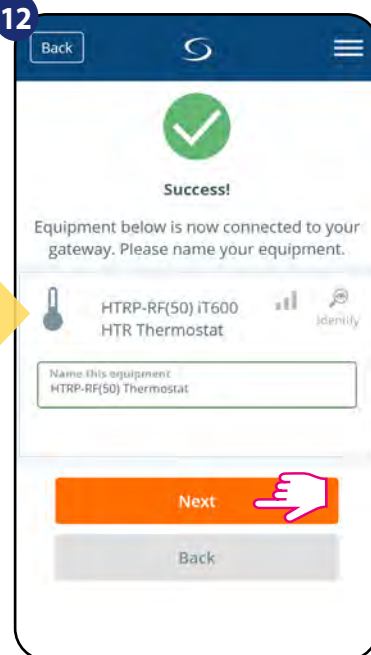 12
Back
Success!
Equipment below is now connected to your
gateway. Please name your equipment.
HTRP-RF(50) iT600
HTR Thermostat
Identify
Name this equipment
HTRP-RF(50) Thermostat
Next
Back